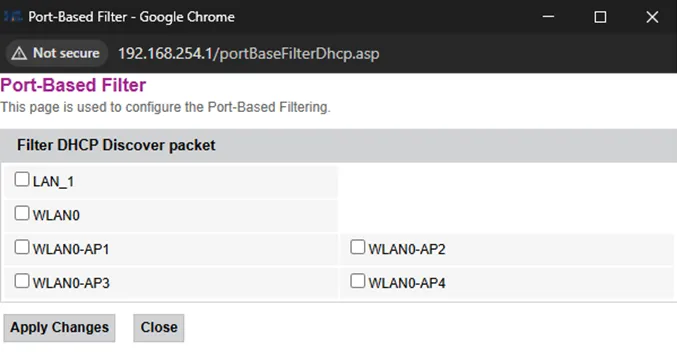 Port-Based Filter - Google Chrome
Not secure 192.168.254.1/portBaseFilterDhcp.asp
Port-Based Filter
This page is used to configure the Port-Based Filtering.
Filter DHCP Discover packet
LAN_1
WLAN0
WLAN0-AP1 WLAN0-AP2
WLAN0-AP3 WLAN0-AP4
Apply Changes Close